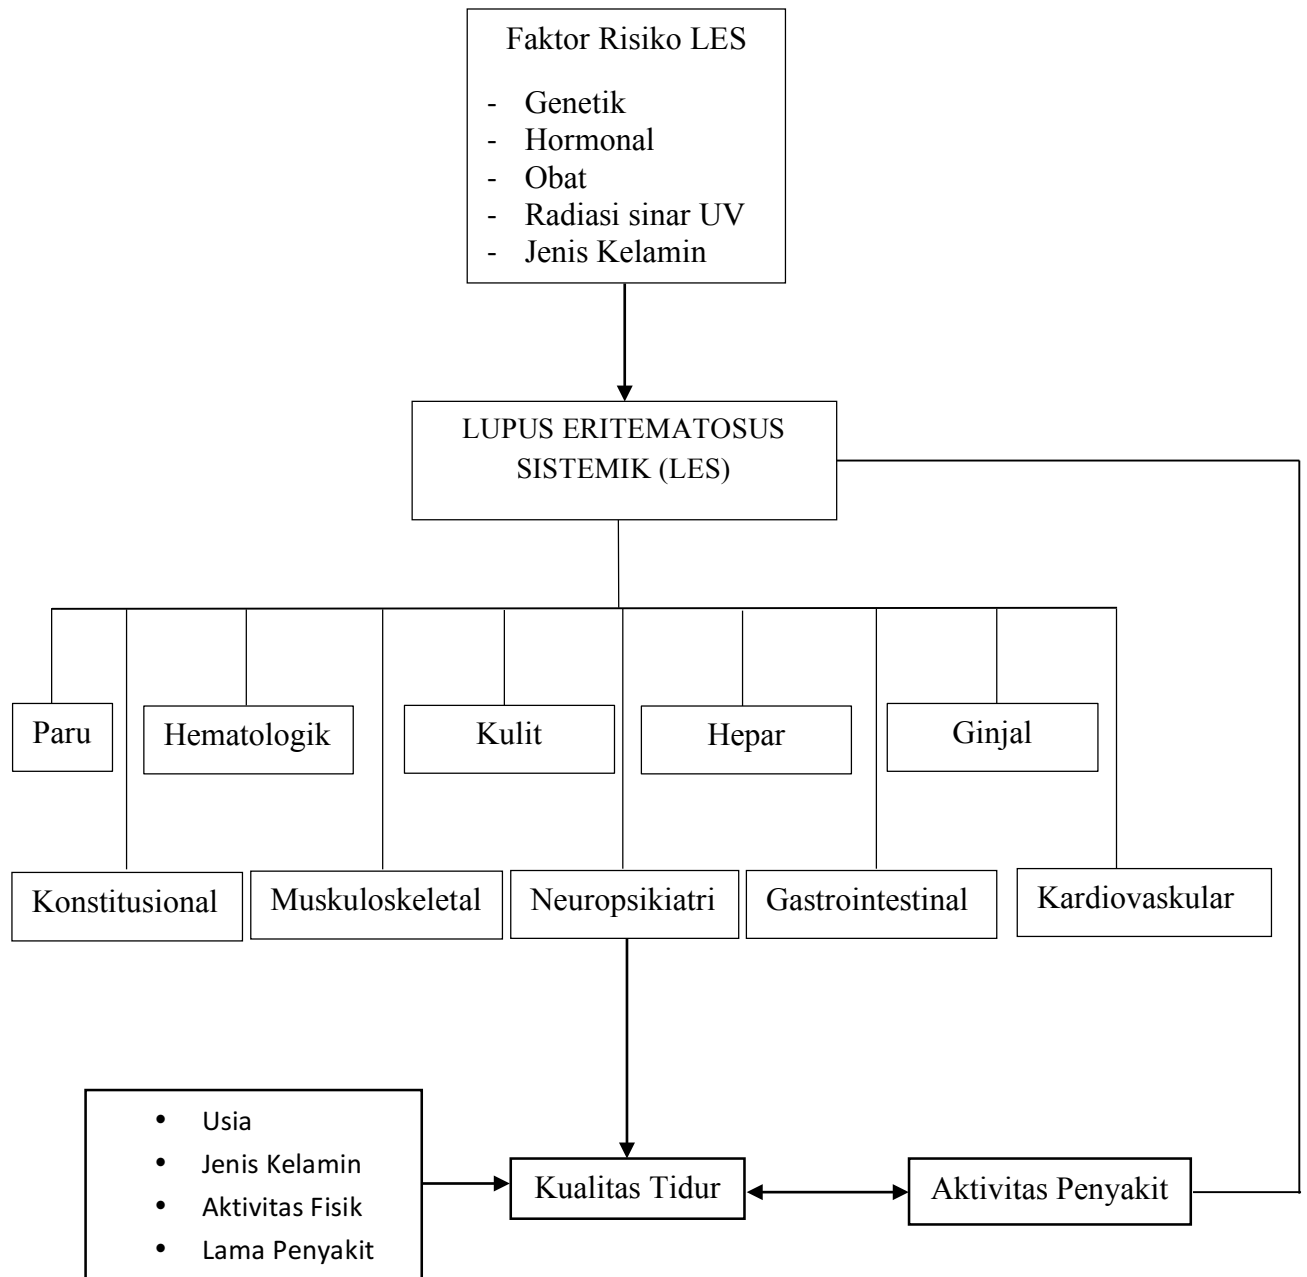 Faktor Risiko LES
- Genetik
- Hormonal
- Obat
- Radiasi sinar UV
- Jenis Kelamin
LUPUS ERITEMATOSUS
SISTEMIK (LES)
Paru
Hematologik
Kulit
Hepar
Ginjal
Konstitusional
Muskuloskeletal
Neuropsikiatri
Gastrointestinal
Kardiovaskular
• Usia
• Jenis Kelamin
• Aktivitas Fisik
• Lama Penyakit
Kualitas Tidur
Aktivitas Penyakit